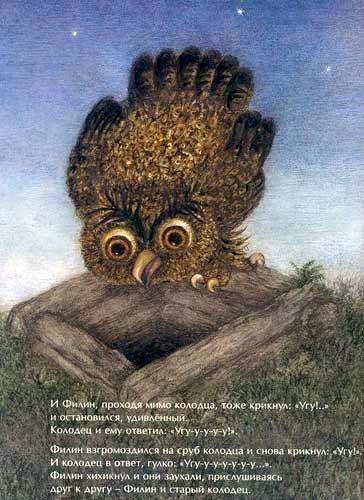 И Филин, проходя мимо колодца, тоже крикнул: «Угу!..»
и остановился, удивлённый.
Колодец и ему ответил: «Угу-у-у-у-у!».
Филин взгромоздился на сруб колодца и снова крикнул: «Угу!».
И колодец в ответ, гулко: «Угу-у-у-у-у-у-у...».
Филин хихикнул и они заухали, прислушиваясь
друг к другу – Филин и старый колодец.